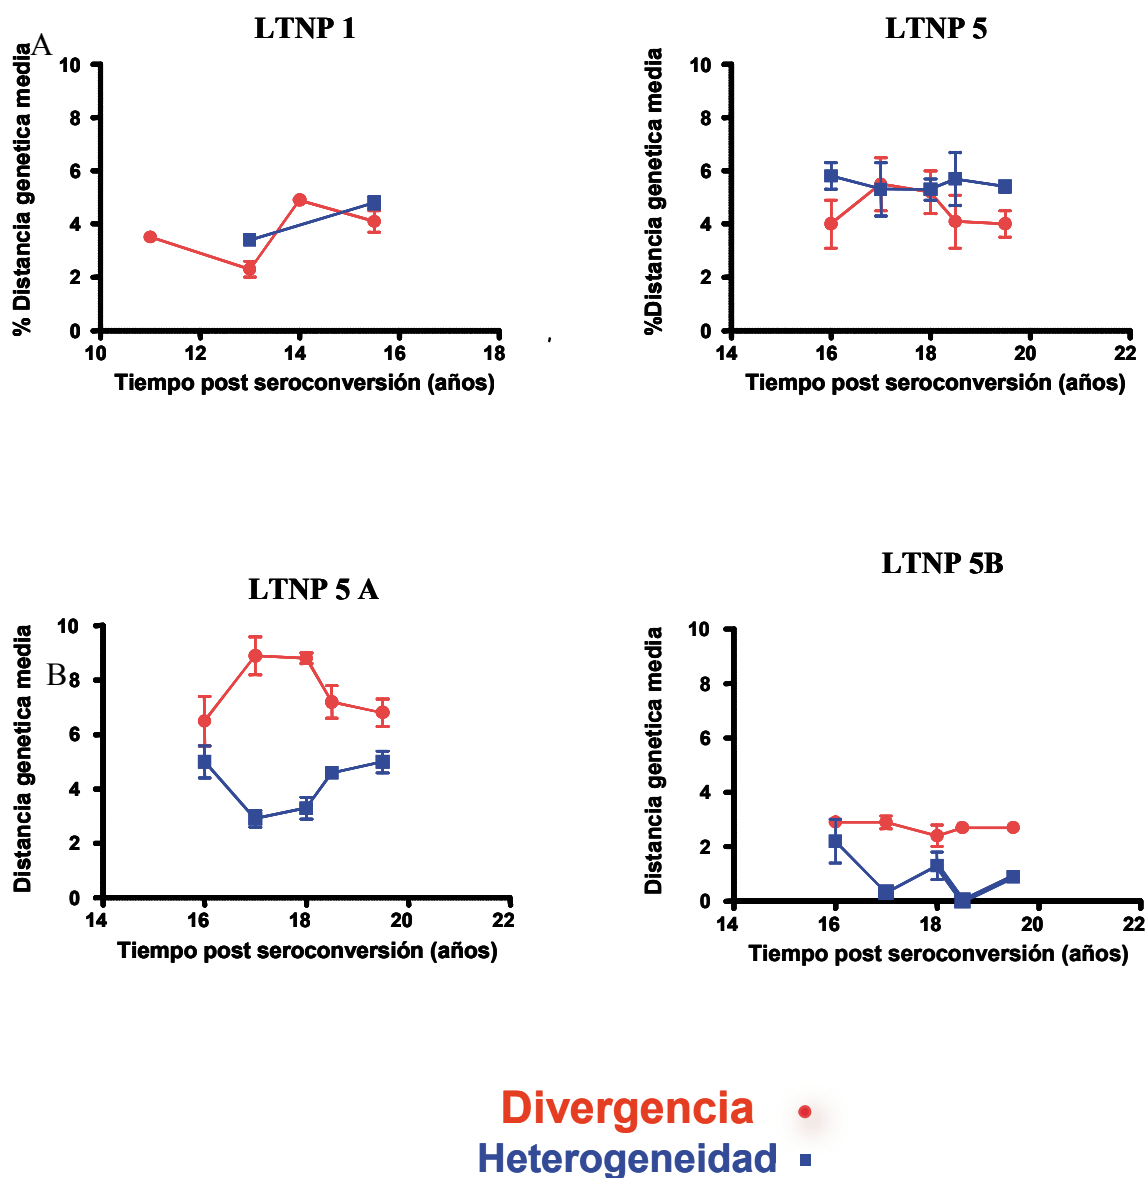 A
LTNP 1
% Distancia genetica media
10
8
6
4
2
0
10 12 14 16 18
Tiempo post seroconversión (años)
LTNP 5
%Distancia genetica media
10
8
6
4
2
0
14 16 18 20 22
Tiempo post seroconversión (años)
B
LTNP 5 A
Distancia genetica media
10
8
6
4
2
0
14 16 18 20 22
Tiempo post seroconversión (años)
LTNP 5B
Distancia genetica media
10
8
6
4
2
0
14 16 18 20 22
Tiempo post seroconversión (años)
Divergencia
Heterogeneidad